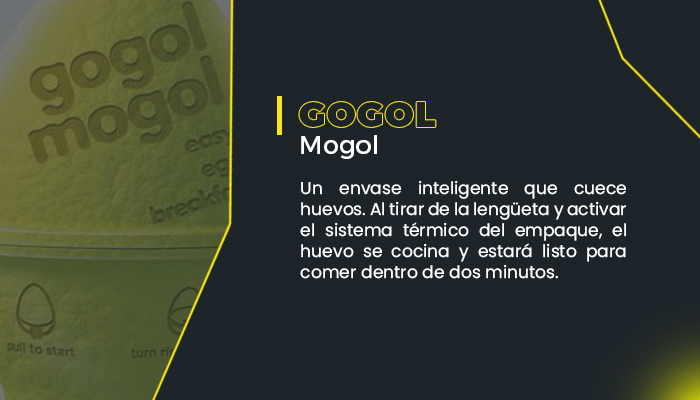 gogol
mogol
easy
eg
breakf
pull to start
turn ri
GOGOL
Mogol
Un envase inteligente que cuece
huevos. Al tirar de la lengüeta y activar
el sistema térmico del empaque, el
huevo se cocina y estará listo para
comer dentro de dos minutos.